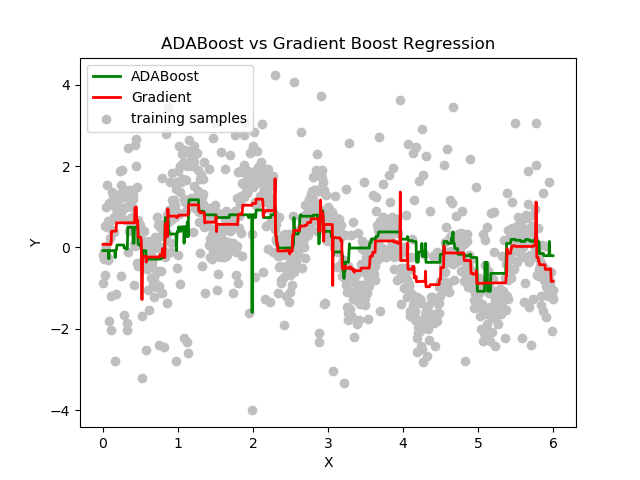 ADABoost vs Gradient Boost Regression
ADABoost
Gradient
training samples
4
2
0
−2
−4
Y
0 1 2 3 4 5 6
X